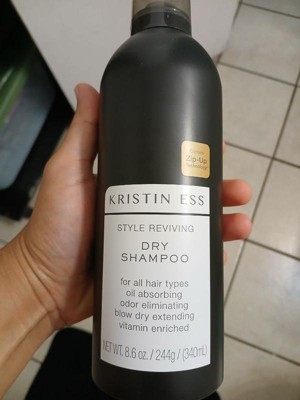 Zip-Up
KRISTIN ESS
STYLE REVIVING
DRY
SHAMPOO
for all hair types
oil absorbing
odor eliminating
blow dry extending
vitamin enriched
NET WT. 8.6 oz. / 244g / (340mL)